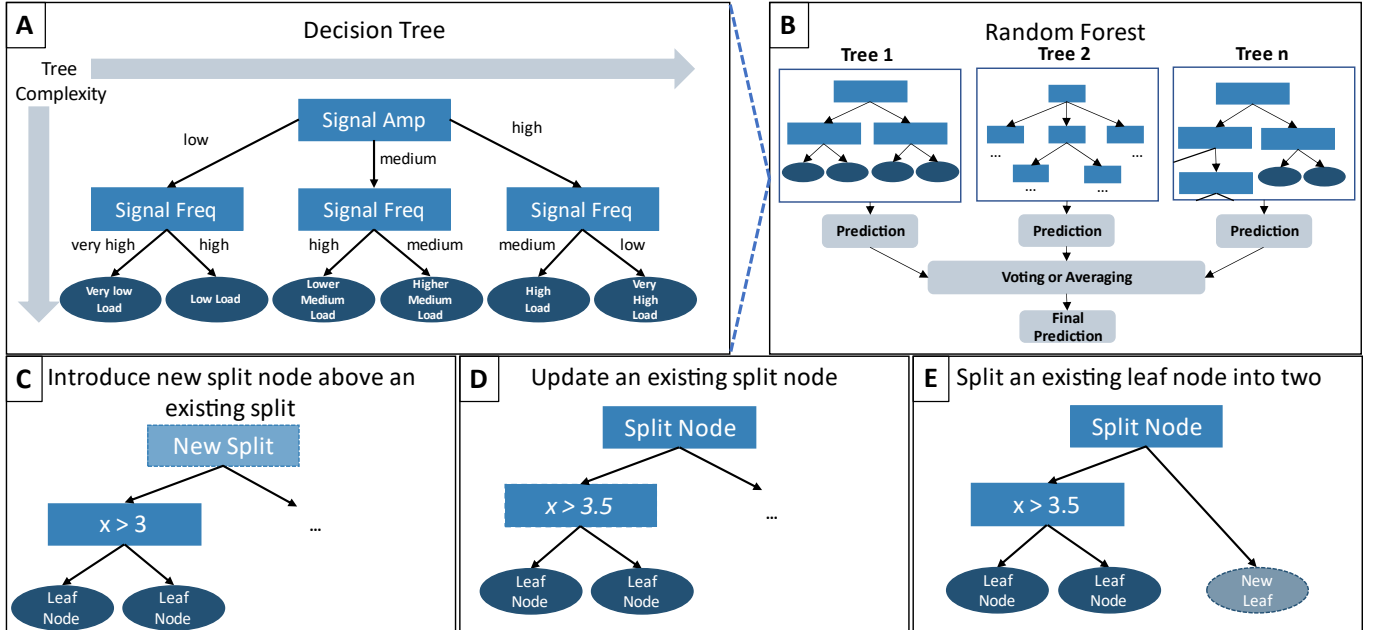 A
Decision Tree
Tree
Complexity
Signal Amp
low
medium
high
Signal Freq
Signal Freq
Signal Freq
very high
high
high
medium
medium
low
Very low
Load
Low Load
Lower
Medium
Load
Higher
Medium
Load
High
Load
Very
High
Load
B
Random Forest
Tree 1
Tree 2
Tree n
...
...
...
...
Prediction
Prediction
Prediction
Voting or Averaging
Final
Prediction
C
Introduce new split node above an
existing split
New Split
x > 3
...
Leaf
Node
Leaf
Node
D
Update an existing split node
Split Node
x > 3.5
...
Leaf
Node
Leaf
Node
E
Split an existing leaf node into two
Split Node
x > 3.5
Leaf
Node
Leaf
Node
New
Leaf